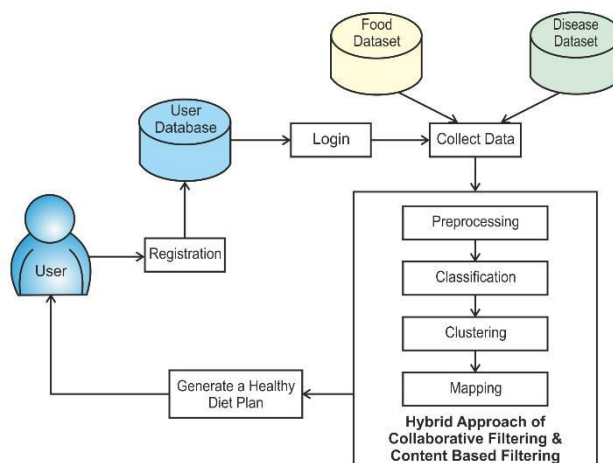 Food
Dataset
Disease
Dataset
User
Database
Login
Collect Data
Preprocessing
Registration
User
Classification
Clustering
Generate a Healthy
Diet Plan
Mapping
Hybrid Approach of
Collaborative Filtering &
Content Based Filtering